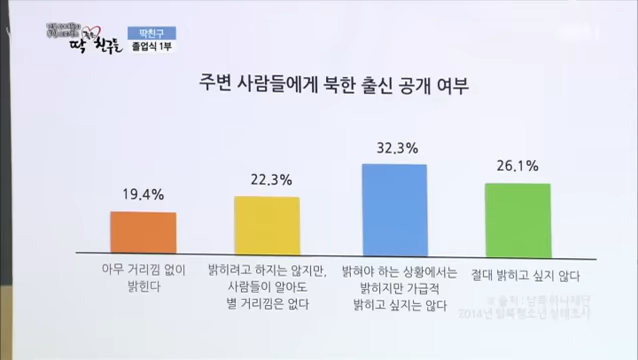 딱 친구들
딱친구
졸업식 1부
주변 사람들에게 북한 출신 공개 여부
19.4%
22.3%
32.3%
26.1%
아무 거리낌 없이
밝힌다
밝히려고 하지는 않지만,
사람들이 알아도
별 거리낌은 없다
밝혀야 하는 상황에서는
밝히지만 가급적
밝히고 싶지는 않다
절대 밝히고 싶지 않다
출처 : 남북하나재단
2014년 탈북청소년 실태조사